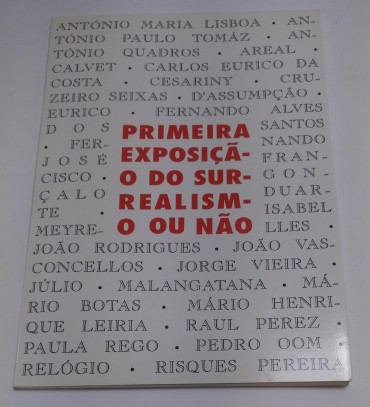 ANTÓNIO MARIA LISBOA · AN-
TÓNIO PAULO TOMÁZ · AN-
TÓNIO QUADROS · AREAL ·
CALVET · CARLOS EURICO DA
COSTA · CESARINY · CRU-
ZEIRO SEIXAS · D'ASSUMPÇÃO ·
EURICO · FERNANDO ALVES
DOS PRIMEIRA SANTOS
· FER- EXPOSIÇÃ- NANDO
JOSÉ O DO SUR- FRAN-
CISCO · REALISM- GON-
ÇALO O OU NÃO DUAR-
TE · ISABEL
MEYRE- LLES ·
JOÃO RODRIGUES · JOÃO VAS-
CONCELLOS · JORGE VIEIRA ·
JÚLIO · MALANGATANA · MÁ-
RIO BOTAS · MÁRIO HENRI-
QUE LEIRIA · RAUL PEREZ ·
PAULA REGO · PEDRO OOM ·
RELÓGIO · RISQUES PEREIRA